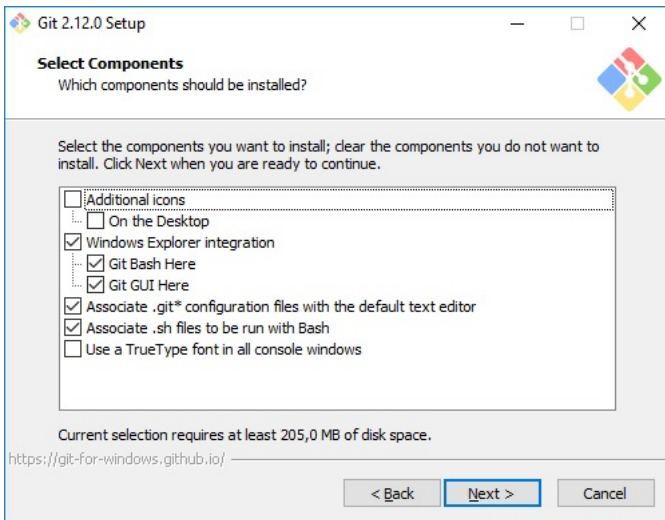 Git 2.12.0 Setup
Select Components
Which components should be installed?
Select the components you want to install; clear the components you do not want to
install. Click Next when you are ready to continue.
Additional icons
On the Desktop
Windows Explorer integration
Git Bash Here
Git GUI Here
Associate .git* configuration files with the default text editor
Associate .sh files to be run with Bash
Use a TrueType font in all console windows
Current selection requires at least 205,0 MB of disk space.
https://git-for-windows.github.io/
< Back Next > Cancel